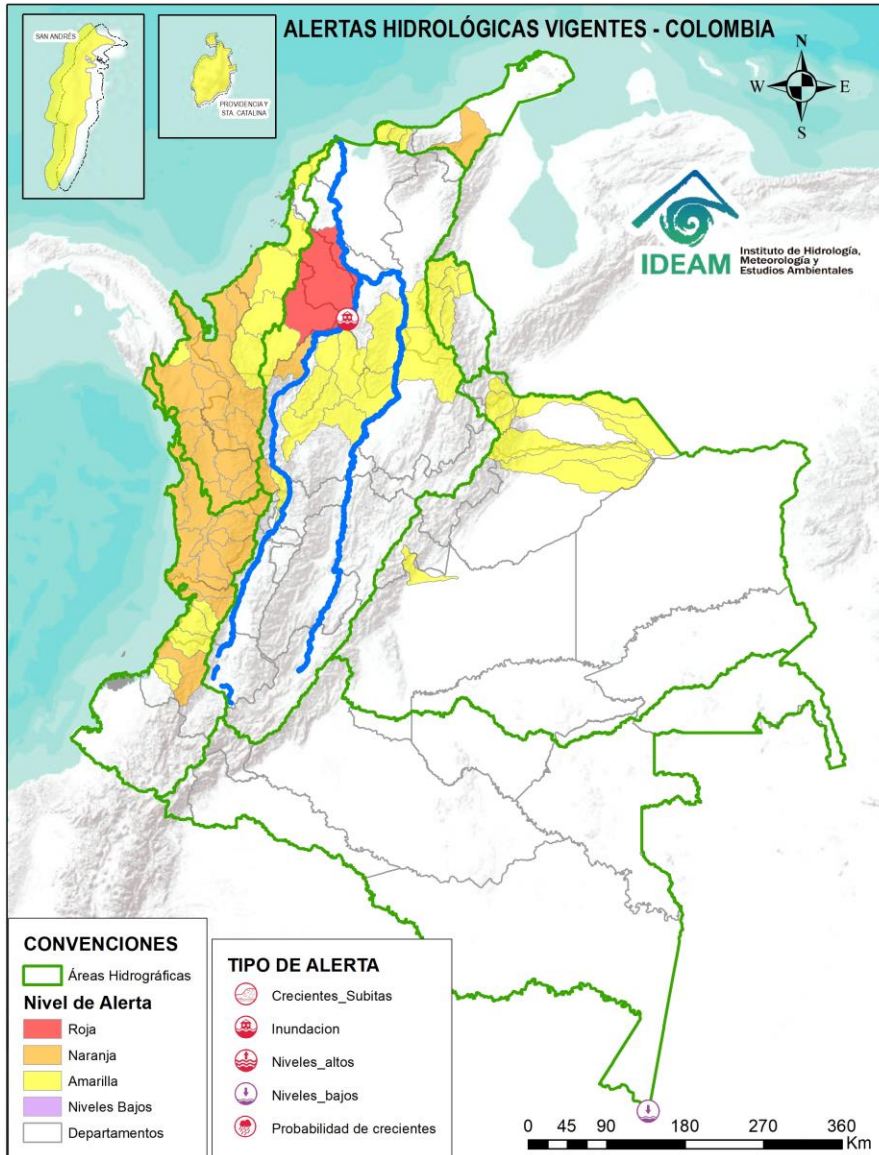 ALERTAS HIDROLÓGICAS VIGENTES - COLOMBIA
SAN ANDRÉS
PROVIDENCIA Y
STA. CATALINA
N
W
E
S
IDEAM
Instituto de Hidrología,
Meteorología y
Estudios Ambientales
CONVENCIONES
Áreas Hidrográficas
Nivel de Alerta
Roja
Naranja
Amarilla
Niveles Bajos
Departamentos
TIPO DE ALERTA
Crecientes_Subitas
Inundacion
Niveles_altos
Niveles_bajos
Probabilidad de crecientes
0 45 90 180 270 360
Km